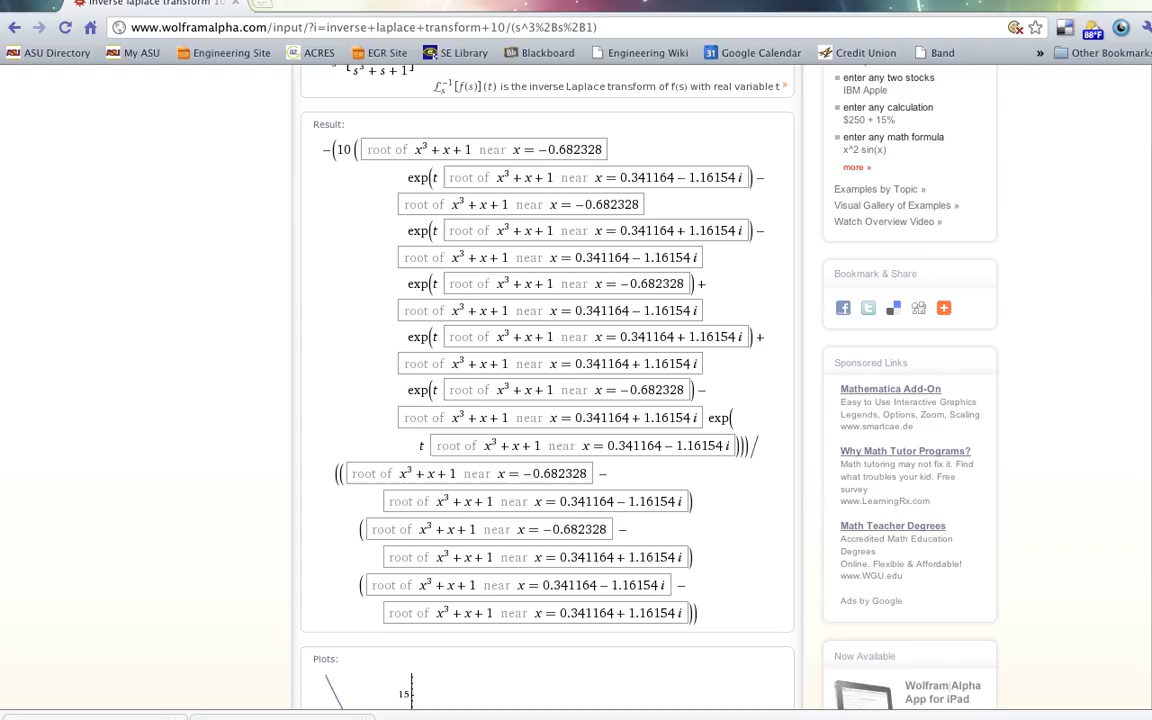 inverse laplace transform 10
www.wolframalpha.com/input/?i=inverse+laplace+transform+10/(s^3%2Bs%2B1)
88°F
ASU Directory My ASU Engineering Site ACRES EGR Site SE Library Blackboard Engineering Wiki 31 Google Calendar Credit Union Band » Other Bookmarks
s³ + s + 1
ℒₛ⁻¹[f(s)](t) is the inverse Laplace transform of f(s) with real variable t »
Result:
−(10 ( root of x³ + x + 1 near x = −0.682328
exp(t root of x³ + x + 1 near x = 0.341164 − 1.16154 i ) −
root of x³ + x + 1 near x = −0.682328
exp(t root of x³ + x + 1 near x = 0.341164 + 1.16154 i ) −
root of x³ + x + 1 near x = 0.341164 − 1.16154 i
exp(t root of x³ + x + 1 near x = −0.682328 ) +
root of x³ + x + 1 near x = 0.341164 − 1.16154 i
exp(t root of x³ + x + 1 near x = 0.341164 + 1.16154 i ) +
root of x³ + x + 1 near x = 0.341164 + 1.16154 i
exp(t root of x³ + x + 1 near x = −0.682328 ) −
root of x³ + x + 1 near x = 0.341164 + 1.16154 i exp(
t root of x³ + x + 1 near x = 0.341164 − 1.16154 i ))) /
(( root of x³ + x + 1 near x = −0.682328 −
root of x³ + x + 1 near x = 0.341164 − 1.16154 i )
( root of x³ + x + 1 near x = −0.682328 −
root of x³ + x + 1 near x = 0.341164 + 1.16154 i )
( root of x³ + x + 1 near x = 0.341164 − 1.16154 i −
root of x³ + x + 1 near x = 0.341164 + 1.16154 i ))
Plots:
15
enter any two stocks
IBM Apple
enter any calculation
$250 + 15%
enter any math formula
x^2 sin(x)
more »
Examples by Topic »
Visual Gallery of Examples »
Watch Overview Video »
Bookmark & Share
Sponsored Links
Mathematica Add-On
Easy to Use Interactive Graphics
Legends, Options, Zoom, Scaling
www.smartcae.de
Why Math Tutor Programs?
Math tutoring may not fix it. Find
what troubles your kid. Free
survey
www.LearningRx.com
Math Teacher Degrees
Accredited Math Education
Degrees
Online. Flexible & Affordable!
www.WGU.edu
Ads by Google
Now Available
Wolfram|Alpha
App for iPad